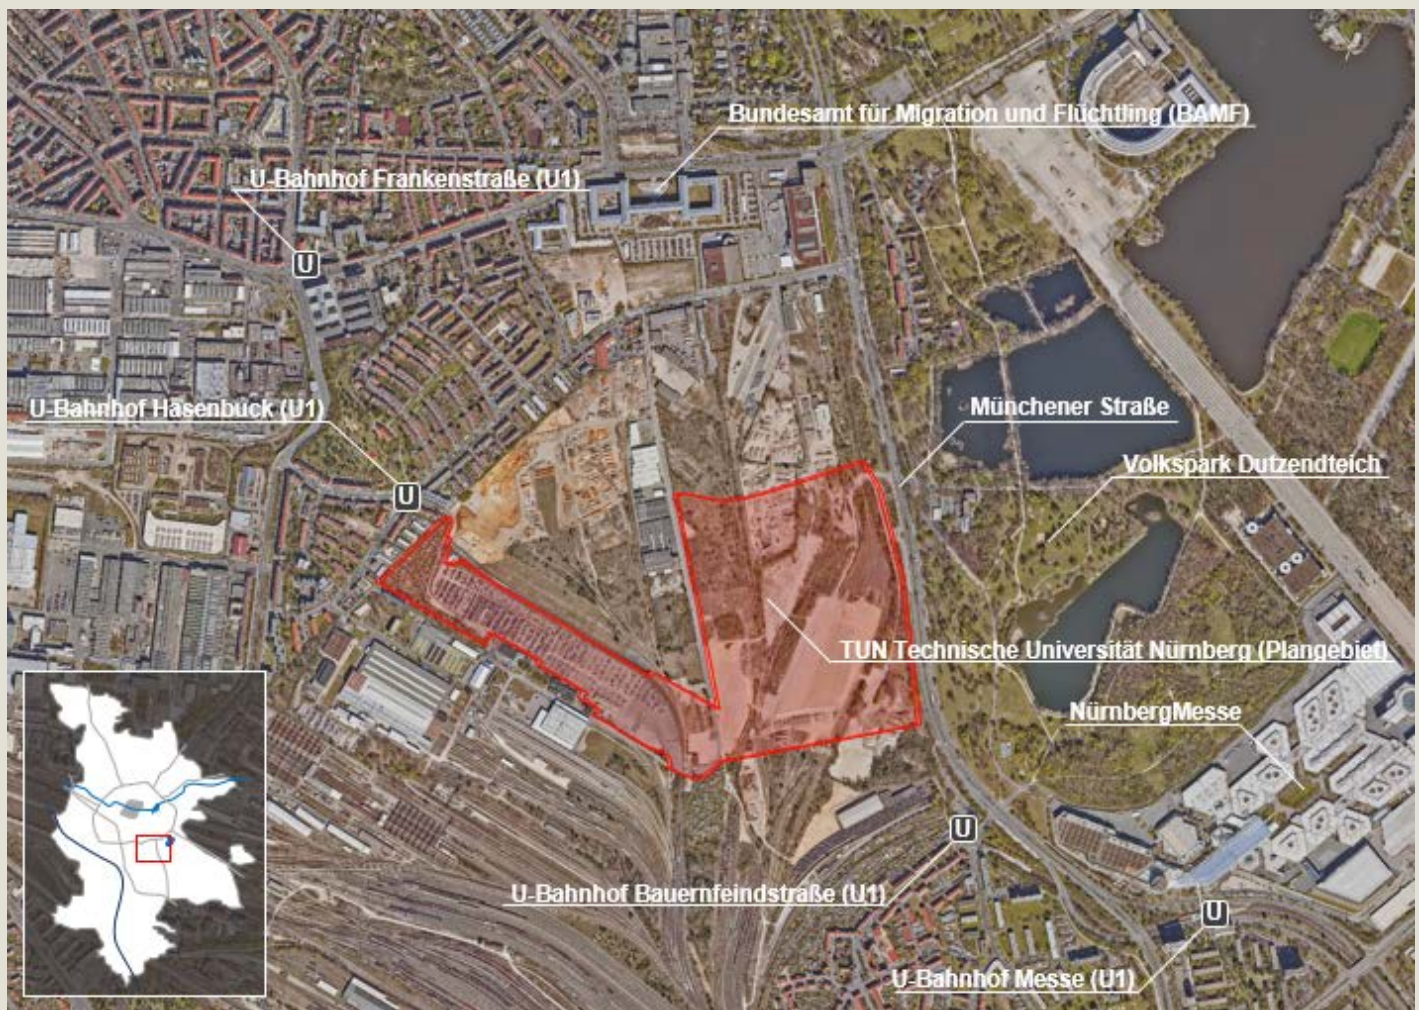 Bundesamt für Migration und Flüchtling (BAMF)
U-Bahnhof Frankenstraße (U1)
U
U-Bahnhof Hasenbuck (U1)
Münchener Straße
Volkspark Dutzendteich
U
TUN Technische Universität Nürnberg (Plangebiet)
NürnbergMesse
U
U-Bahnhof Bauernfeindstraße (U1)
U
U-Bahnhof Messe (U1)